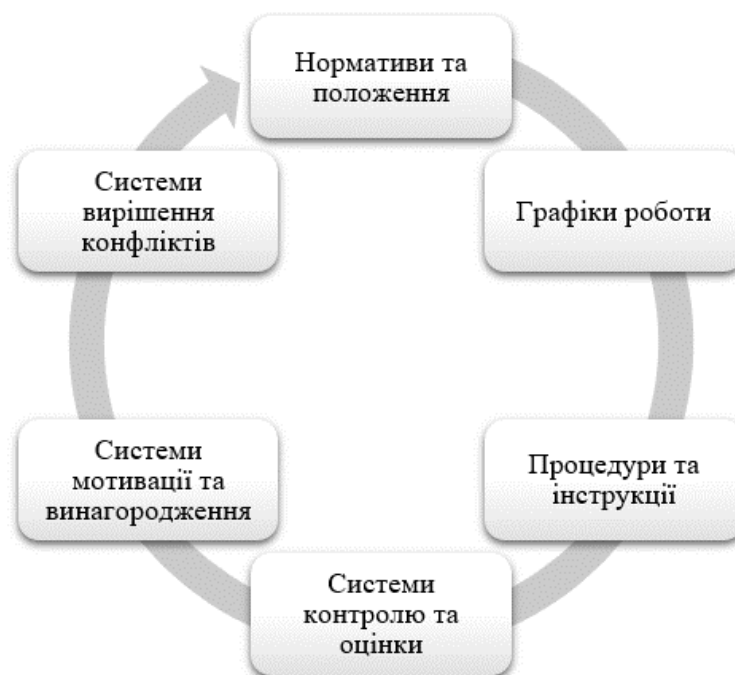 Нормативи та
положення
Графіки роботи
Процедури та
інструкції
Системи
контролю та
оцінки
Системи
мотивації та
винагородження
Системи
вирішення
конфліктів